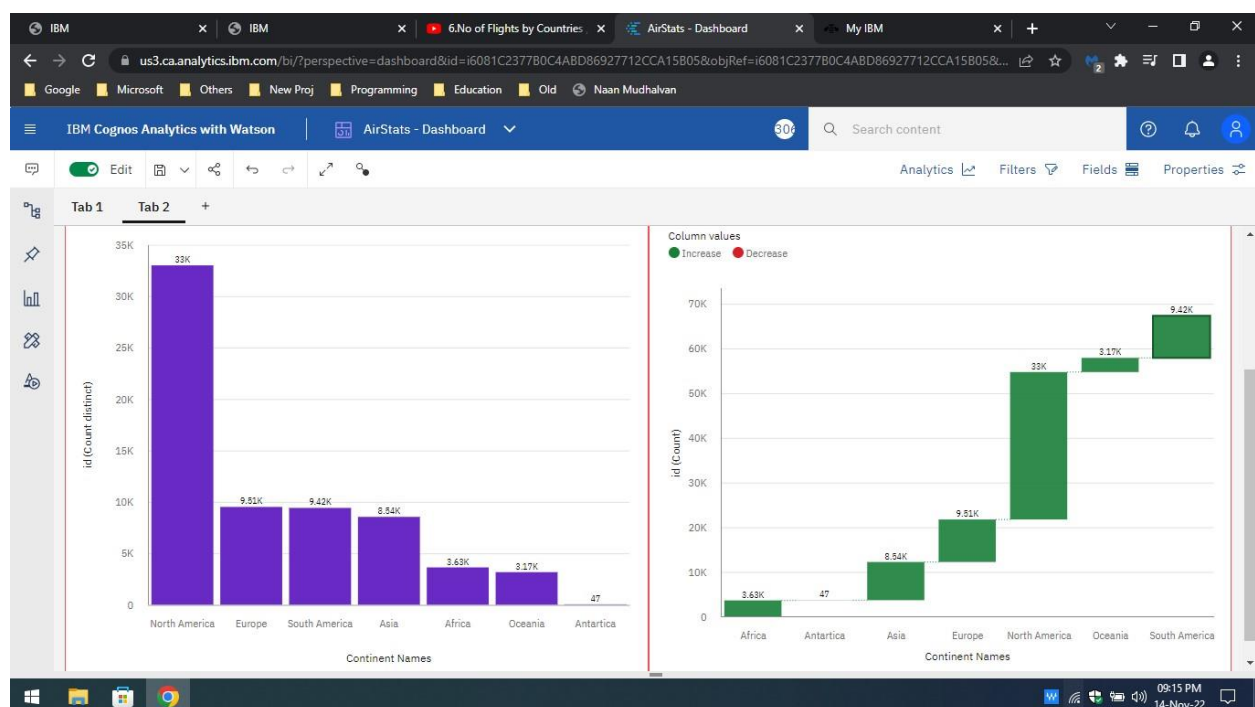 IBM
IBM
6.No of Flights by Countries
AirStats - Dashboard
My IBM
us3.ca.analytics.ibm.com/bi/?perspective=dashboard&id=i6081C2377B0C4ABD86927712CCA15B05&objRef=i6081C2377B0C4ABD86927712CCA15B05&...
2
Google Microsoft Others New Proj Programming Education Old Naan Mudhalvan
IBM Cognos Analytics with Watson
AirStats - Dashboard
306
Search content
Edit
Analytics Filters Fields Properties
Tab 1 Tab 2 +
35K
30K
25K
20K
15K
10K
5K
0
id (Count distinct)
33K
9.51K
9.42K
8.54K
3.63K
3.17K
47
North America Europe South America Asia Africa Oceania Antartica
Continent Names
Column values
Increase Decrease
70K
60K
50K
40K
30K
20K
10K
0
id (Count)
3.63K
47
8.54K
9.51K
33K
3.17K
9.42K
Africa Antartica Asia Europe North America Oceania South America
Continent Names
09:15 PM
14-Nov-22